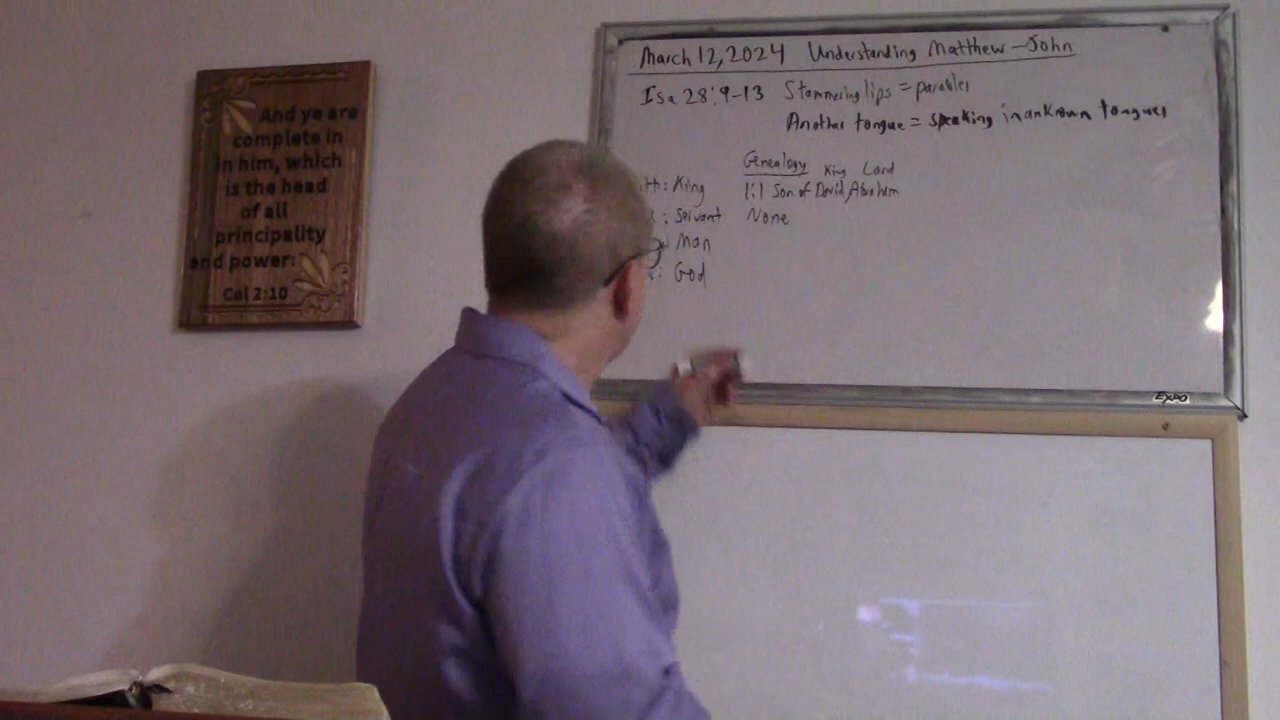 And ye are
complete in
in him, which
is the head
of all
principality
and power:
Col 2:10
March 12, 2024 Understanding Matthew-John
Isa 28:9-13 Stammering lips = parables
Another tongue = speaking in unknown tongues
Genealogy King Land
: King 1:1 Son of David, Abraham
: Servant None
Man
: God
EXPO